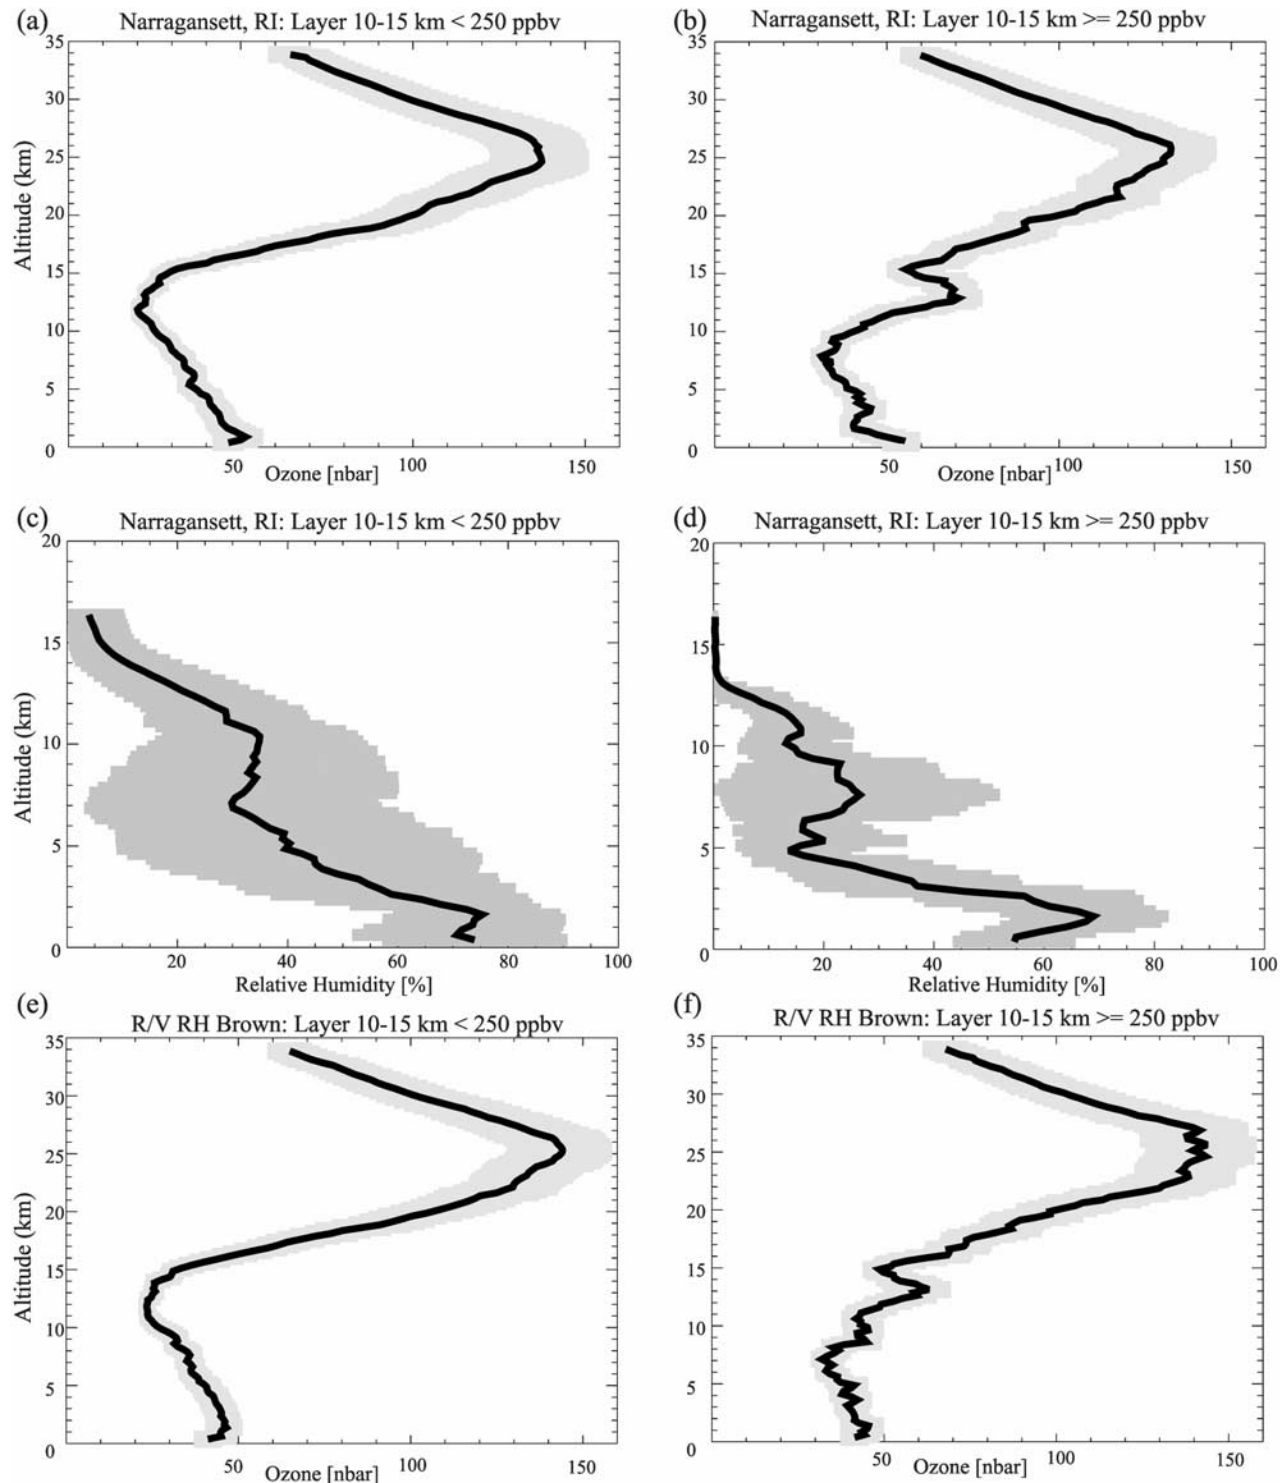 (a) Narragansett, RI: Layer 10-15 km < 250 ppbv
35
30
25
20
15
10
5
0
Altitude (km)
50 100 150
Ozone [nbar]
(b) Narragansett, RI: Layer 10-15 km >= 250 ppbv
35
30
25
20
15
10
5
0
50 100 150
Ozone [nbar]
(c) Narragansett, RI: Layer 10-15 km < 250 ppbv
20
15
10
5
0
Altitude (km)
20 40 60 80 100
Relative Humidity [%]
(d) Narragansett, RI: Layer 10-15 km >= 250 ppbv
20
15
10
5
0
20 40 60 80 100
Relative Humidity [%]
(e) R/V RH Brown: Layer 10-15 km < 250 ppbv
35
30
25
20
15
10
5
0
Altitude (km)
50 100 150
Ozone [nbar]
(f) R/V RH Brown: Layer 10-15 km >= 250 ppbv
35
30
25
20
15
10
5
0
50 100 150
Ozone [nbar]